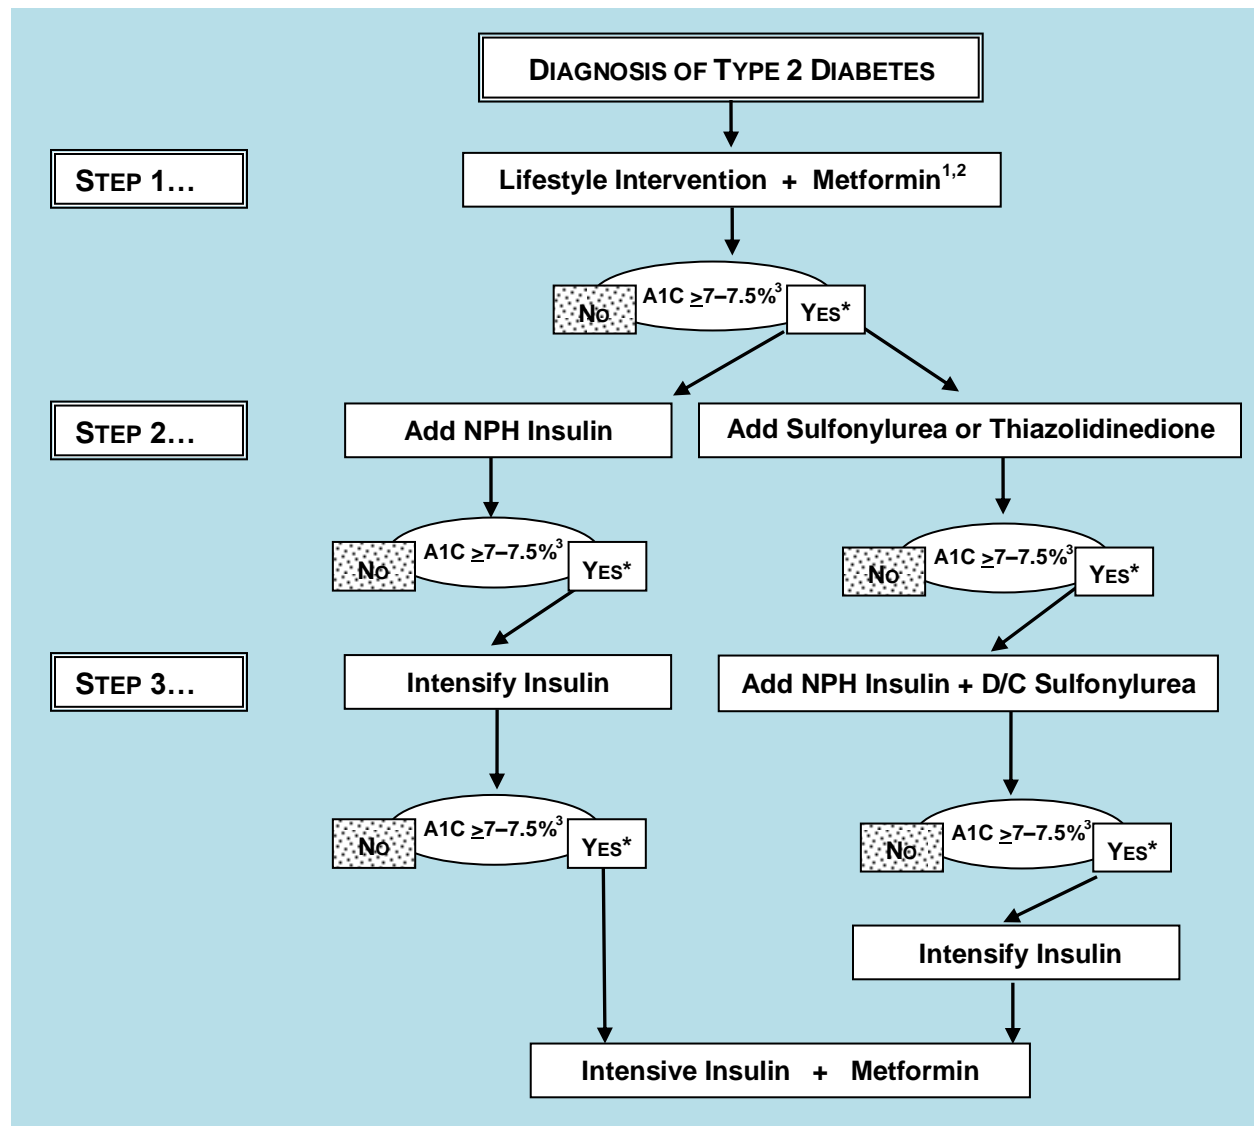 DIAGNOSIS OF TYPE 2 DIABETES
STEP 1…
Lifestyle Intervention + Metformin1,2
A1C ≥7–7.5%3
NO
YES*
STEP 2…
Add NPH Insulin
Add Sulfonylurea or Thiazolidinedione
A1C ≥7–7.5%3
NO
YES*
A1C ≥7–7.5%3
NO
YES*
STEP 3…
Intensify Insulin
Add NPH Insulin + D/C Sulfonylurea
A1C ≥7–7.5%3
NO
YES*
A1C ≥7–7.5%3
NO
YES*
Intensify Insulin
Intensive Insulin + Metformin